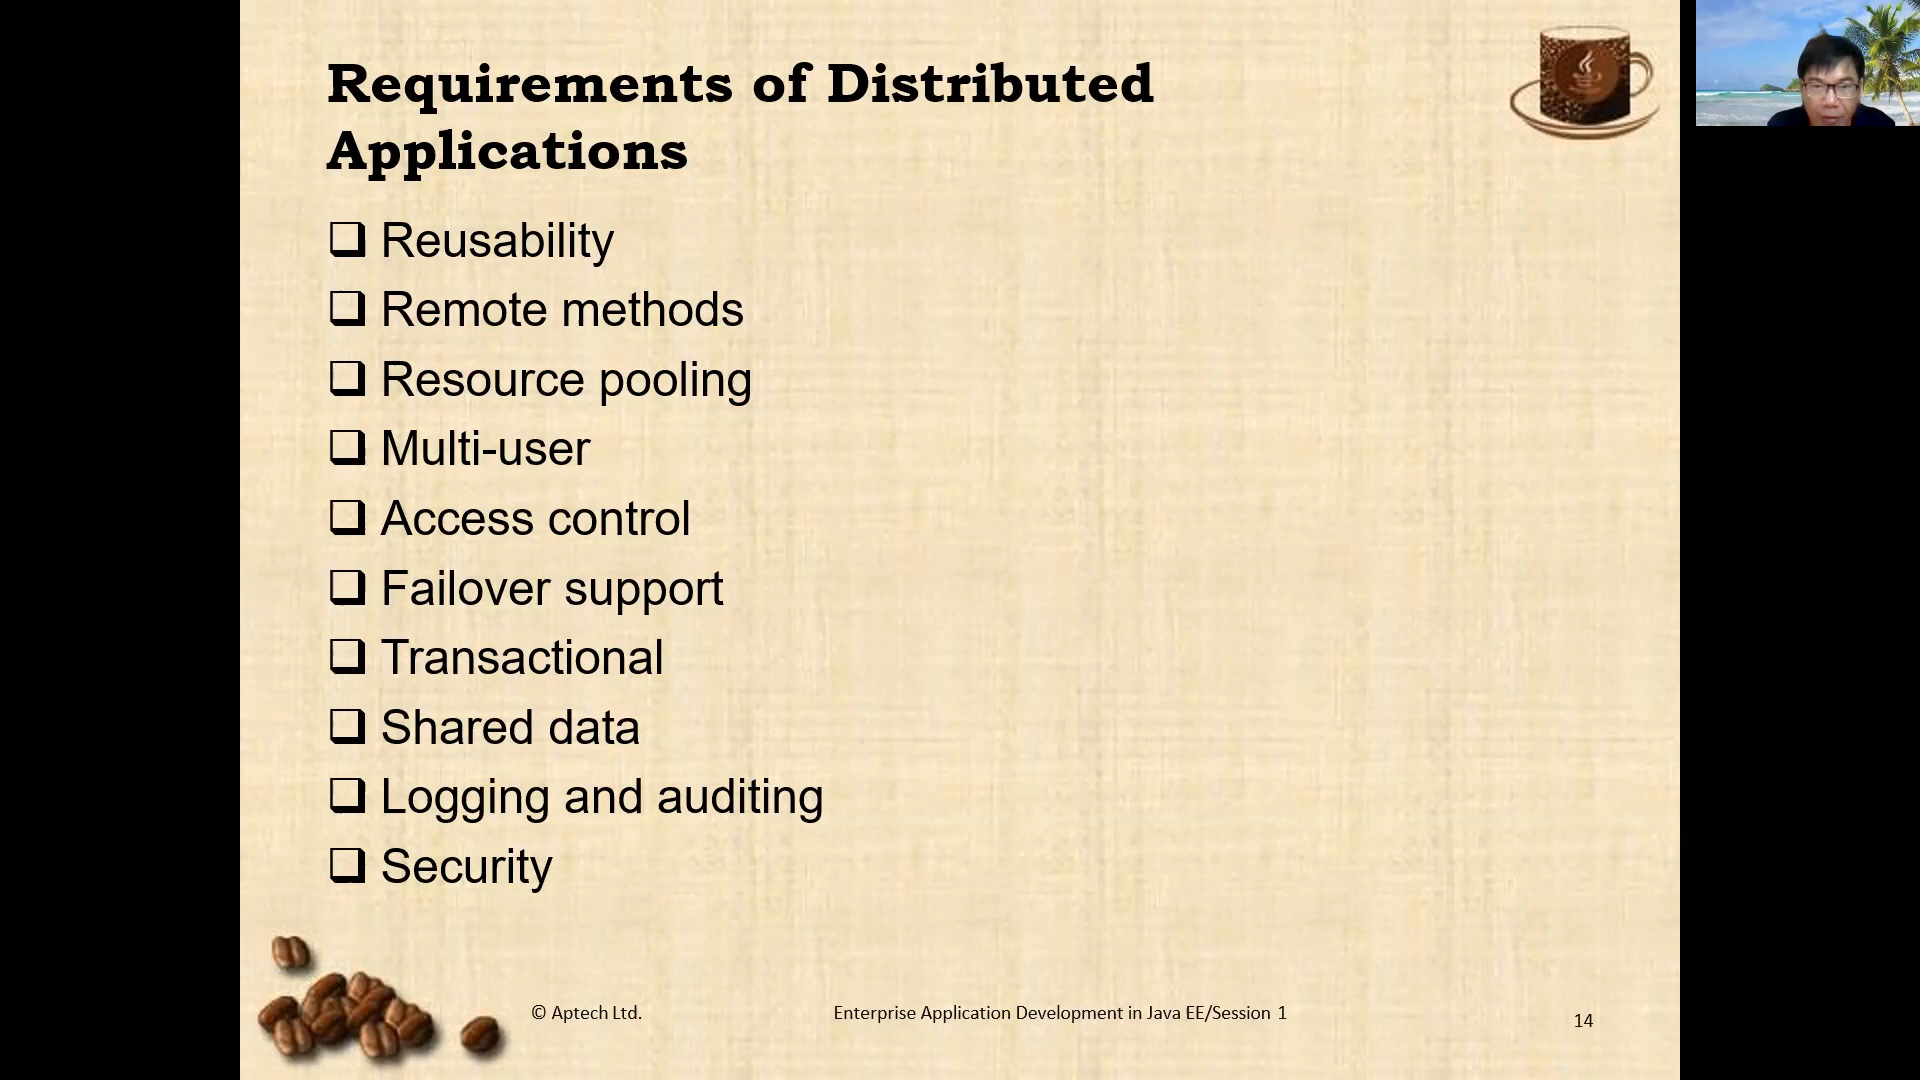 Requirements of Distributed
Applications
Reusability
Remote methods
Resource pooling
Multi-user
Access control
Failover support
Transactional
Shared data
Logging and auditing
Security
© Aptech Ltd.
Enterprise Application Development in Java EE/Session 1
14